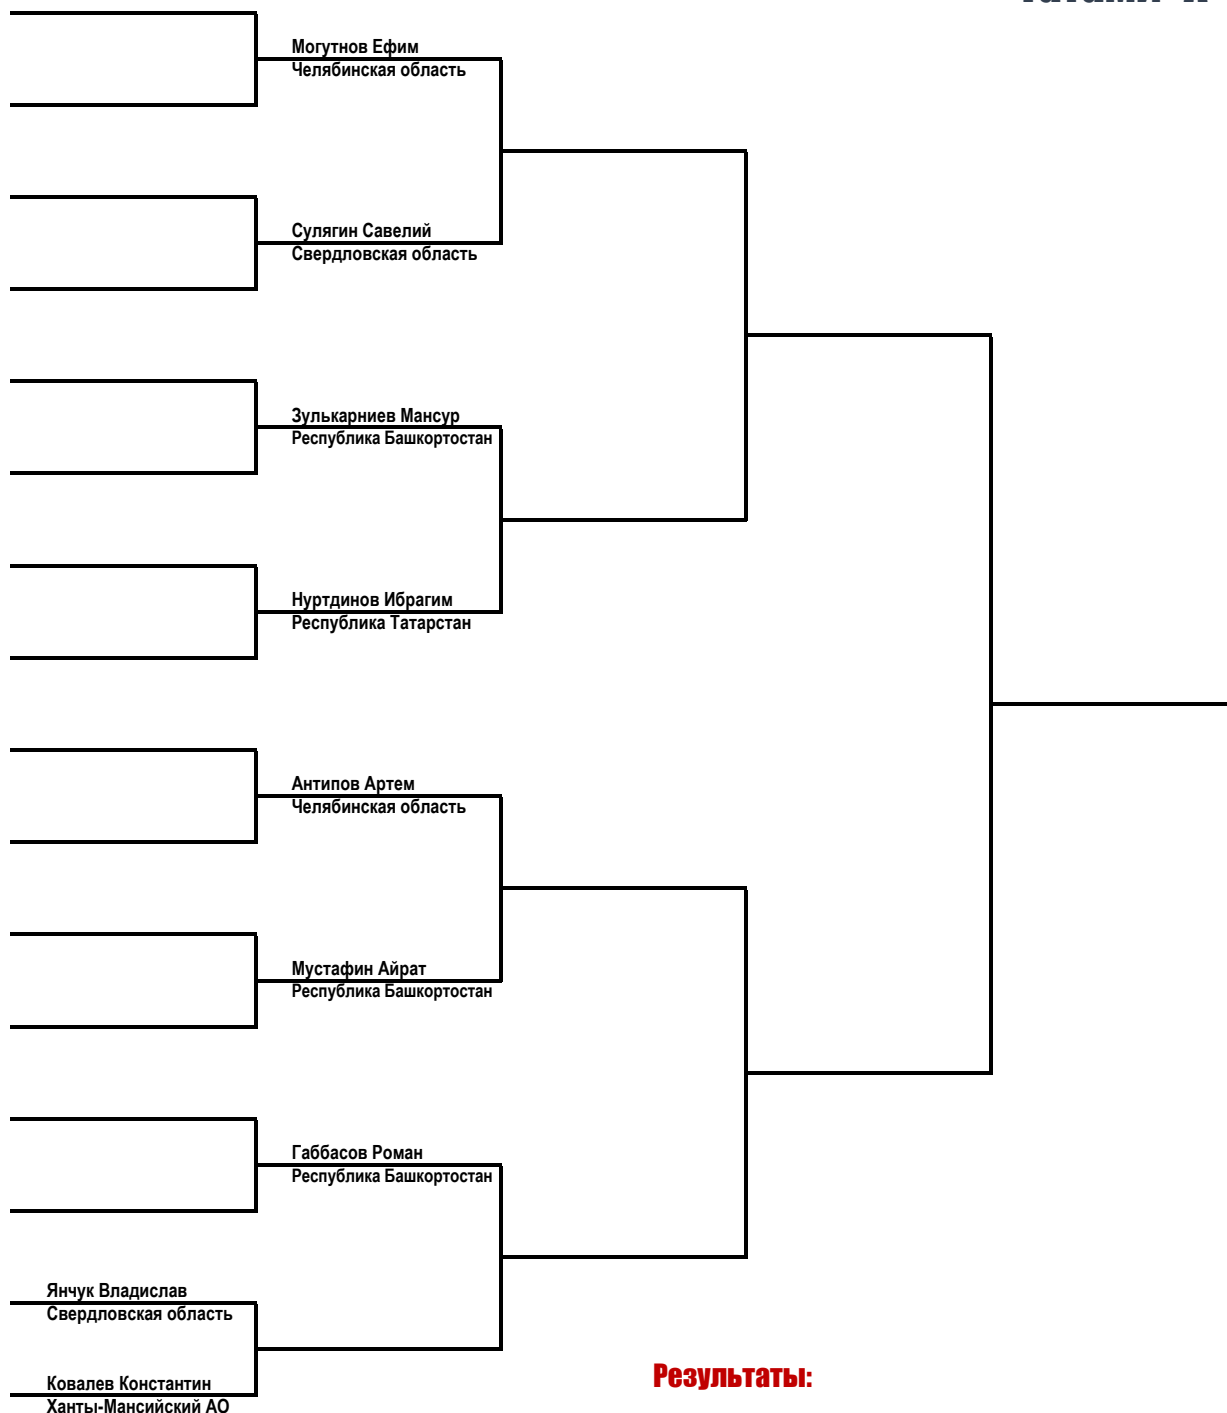 Могутнов Ефим
Челябинская область
Сулягин Савелий
Свердловская область
Зулькарниев Мансур
Республика Башкортостан
Нуртдинов Ибрагим
Республика Татарстан
Антипов Артем
Челябинская область
Мустафин Айрат
Республика Башкортостан
Габбасов Роман
Республика Башкортостан
Янчук Владислав
Свердловская область
Ковалев Константин
Ханты-Мансийский АО
Результаты: